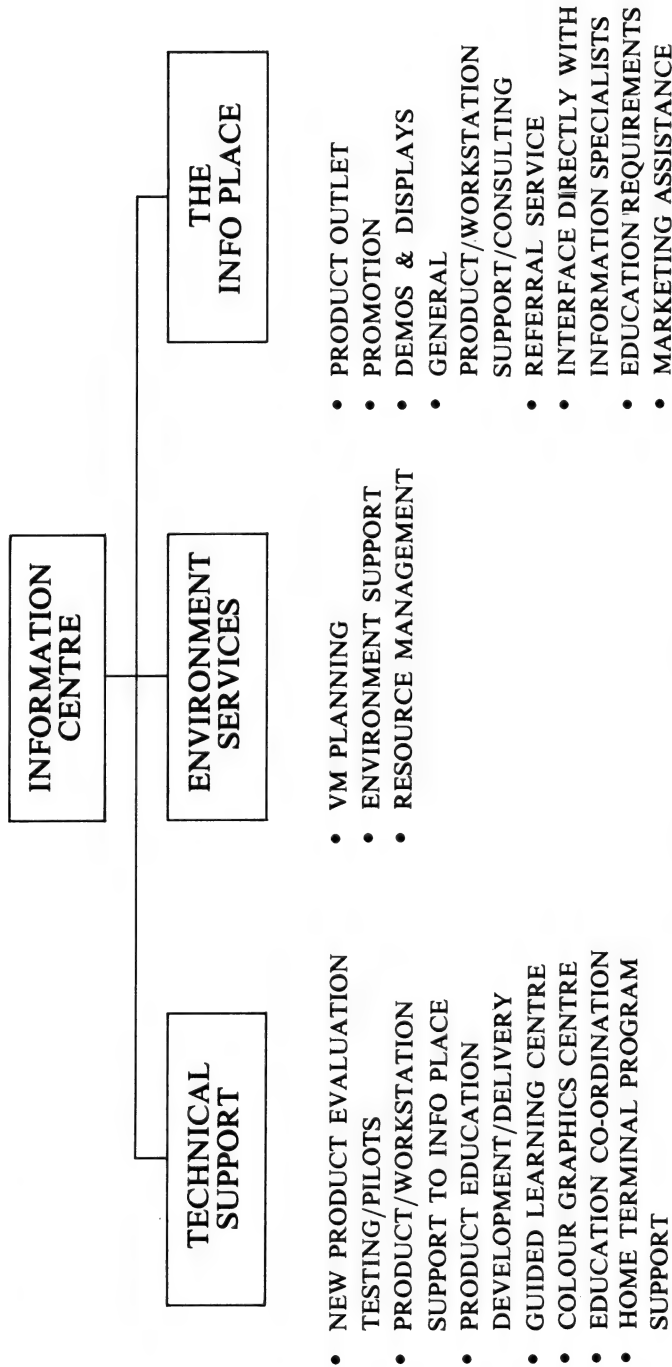 INFORMATION
CENTRE
TECHNICAL
SUPPORT
• NEW PRODUCT EVALUATION
TESTING/PILOTS
• PRODUCT/WORKSTATION
SUPPORT TO INFO PLACE
• PRODUCT EDUCATION
DEVELOPMENT/DELIVERY
• GUIDED LEARNING CENTRE
• COLOUR GRAPHICS CENTRE
• EDUCATION CO-ORDINATION
• HOME TERMINAL PROGRAM
SUPPORT
ENVIRONMENT
SERVICES
• VM PLANNING
• ENVIRONMENT SUPPORT
• RESOURCE MANAGEMENT
THE
INFO PLACE
• PRODUCT OUTLET
• PROMOTION
• DEMOS & DISPLAYS
• GENERAL
PRODUCT/WORKSTATION
SUPPORT/CONSULTING
• REFERRAL SERVICE
• INTERFACE DIRECTLY WITH
INFORMATION SPECIALISTS
• EDUCATION REQUIREMENTS
• MARKETING ASSISTANCE